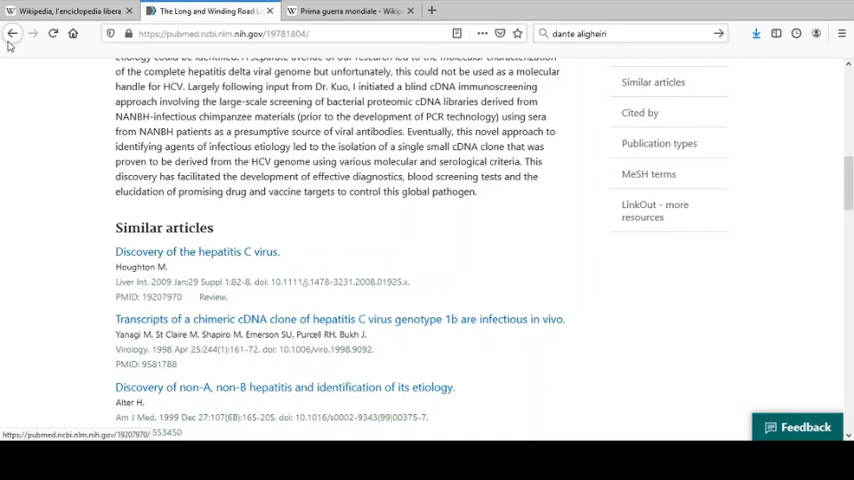 Wikipedia, l'enciclopedia libera
The Long and Winding Road Le
Prima guerra mondiale - Wikip
https://pubmed.ncbi.nlm.nih.gov/19781804/
dante aligheiri
etiology could be identified. A separate avenue of our research led to the molecular characterization
of the complete hepatitis delta viral genome but unfortunately, this could not be used as a molecular
handle for HCV. Largely following input from Dr. Kuo, I initiated a blind cDNA immunoscreening
approach involving the large-scale screening of bacterial proteomic cDNA libraries derived from
NANBH-infectious chimpanzee materials (prior to the development of PCR technology) using sera
from NANBH patients as a presumptive source of viral antibodies. Eventually, this novel approach to
identifying agents of infectious etiology led to the isolation of a single small cDNA clone that was
proven to be derived from the HCV genome using various molecular and serological criteria. This
discovery has facilitated the development of effective diagnostics, blood screening tests and the
elucidation of promising drug and vaccine targets to control this global pathogen.
Similar articles
Cited by
Publication types
MeSH terms
LinkOut - more
resources
Similar articles
Discovery of the hepatitis C virus.
Houghton M.
Liver Int. 2009 Jan;29 Suppl 1:82-8. doi: 10.1111/j.1478-3231.2008.01925.x.
PMID: 19207970 Review.
Transcripts of a chimeric cDNA clone of hepatitis C virus genotype 1b are infectious in vivo.
Yanagi M, St Claire M, Shapiro M, Emerson SU, Purcell RH, Bukh J.
Virology. 1998 Apr 25;244(1):161-72. doi: 10.1006/viro.1998.9092.
PMID: 9581788
Discovery of non-A, non-B hepatitis and identification of its etiology.
Alter H.
Am J Med. 1999 Dec 27;107(6B):16S-20S. doi: 10.1016/s0002-9343(99)00375-7.
https://pubmed.ncbi.nlm.nih.gov/19207970/ 553450
Feedback